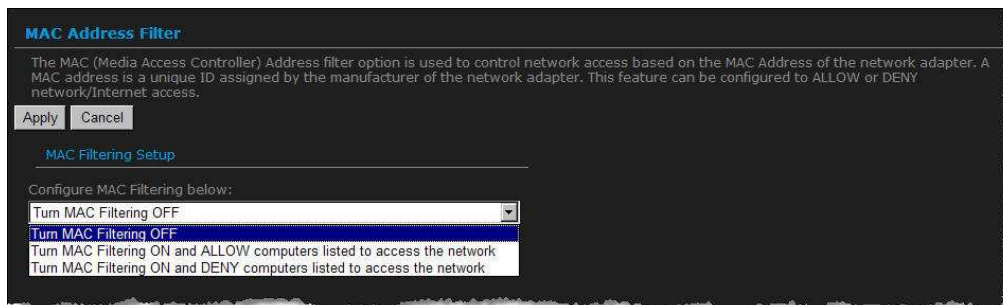 MAC Address Filter
The MAC (Media Access Controller) Address filter option is used to control network access based on the MAC Address of the network adapter. A
MAC address is a unique ID assigned by the manufacturer of the network adapter. This feature can be configured to ALLOW or DENY
network/Internet access.
Apply Cancel
MAC Filtering Setup
Configure MAC Filtering below:
Turn MAC Filtering OFF
Turn MAC Filtering OFF
Turn MAC Filtering ON and ALLOW computers listed to access the network
Turn MAC Filtering ON and DENY computers listed to access the network